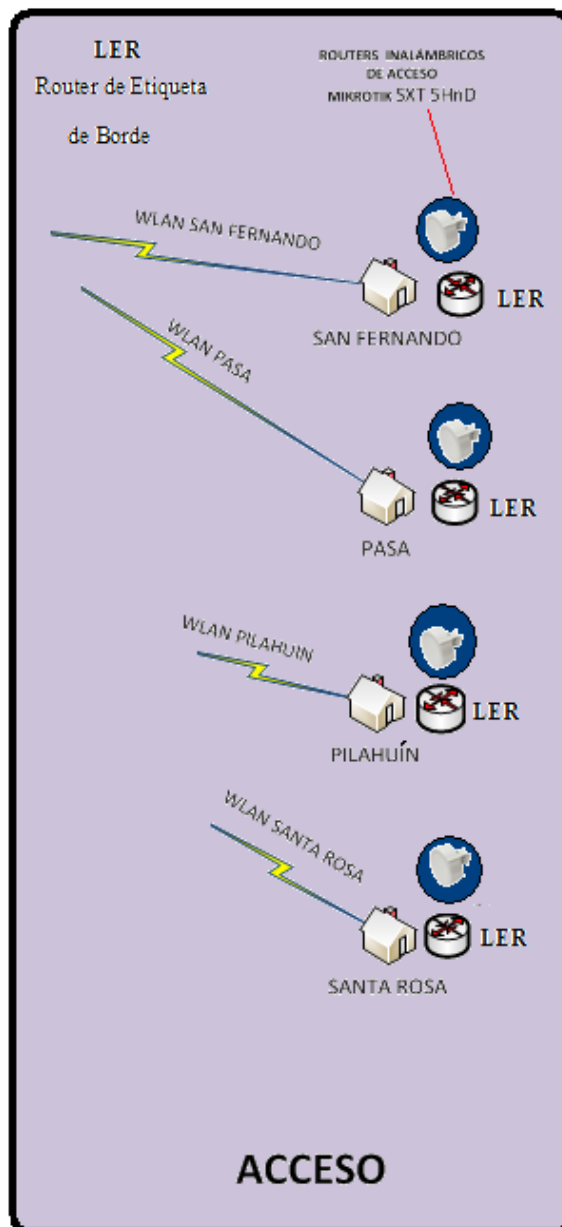 LER
Router de Etiqueta
de Borde
ROUTERS INALÁMBRICOS
DE ACCESO
MIKROTIK SXT 5HnD
WLAN SAN FERNANDO
LER
SAN FERNANDO
WLAN PASA
LER
PASA
WLAN PILAHUIN
LER
PILAHUÍN
WLAN SANTA ROSA
LER
SANTA ROSA
ACCESO